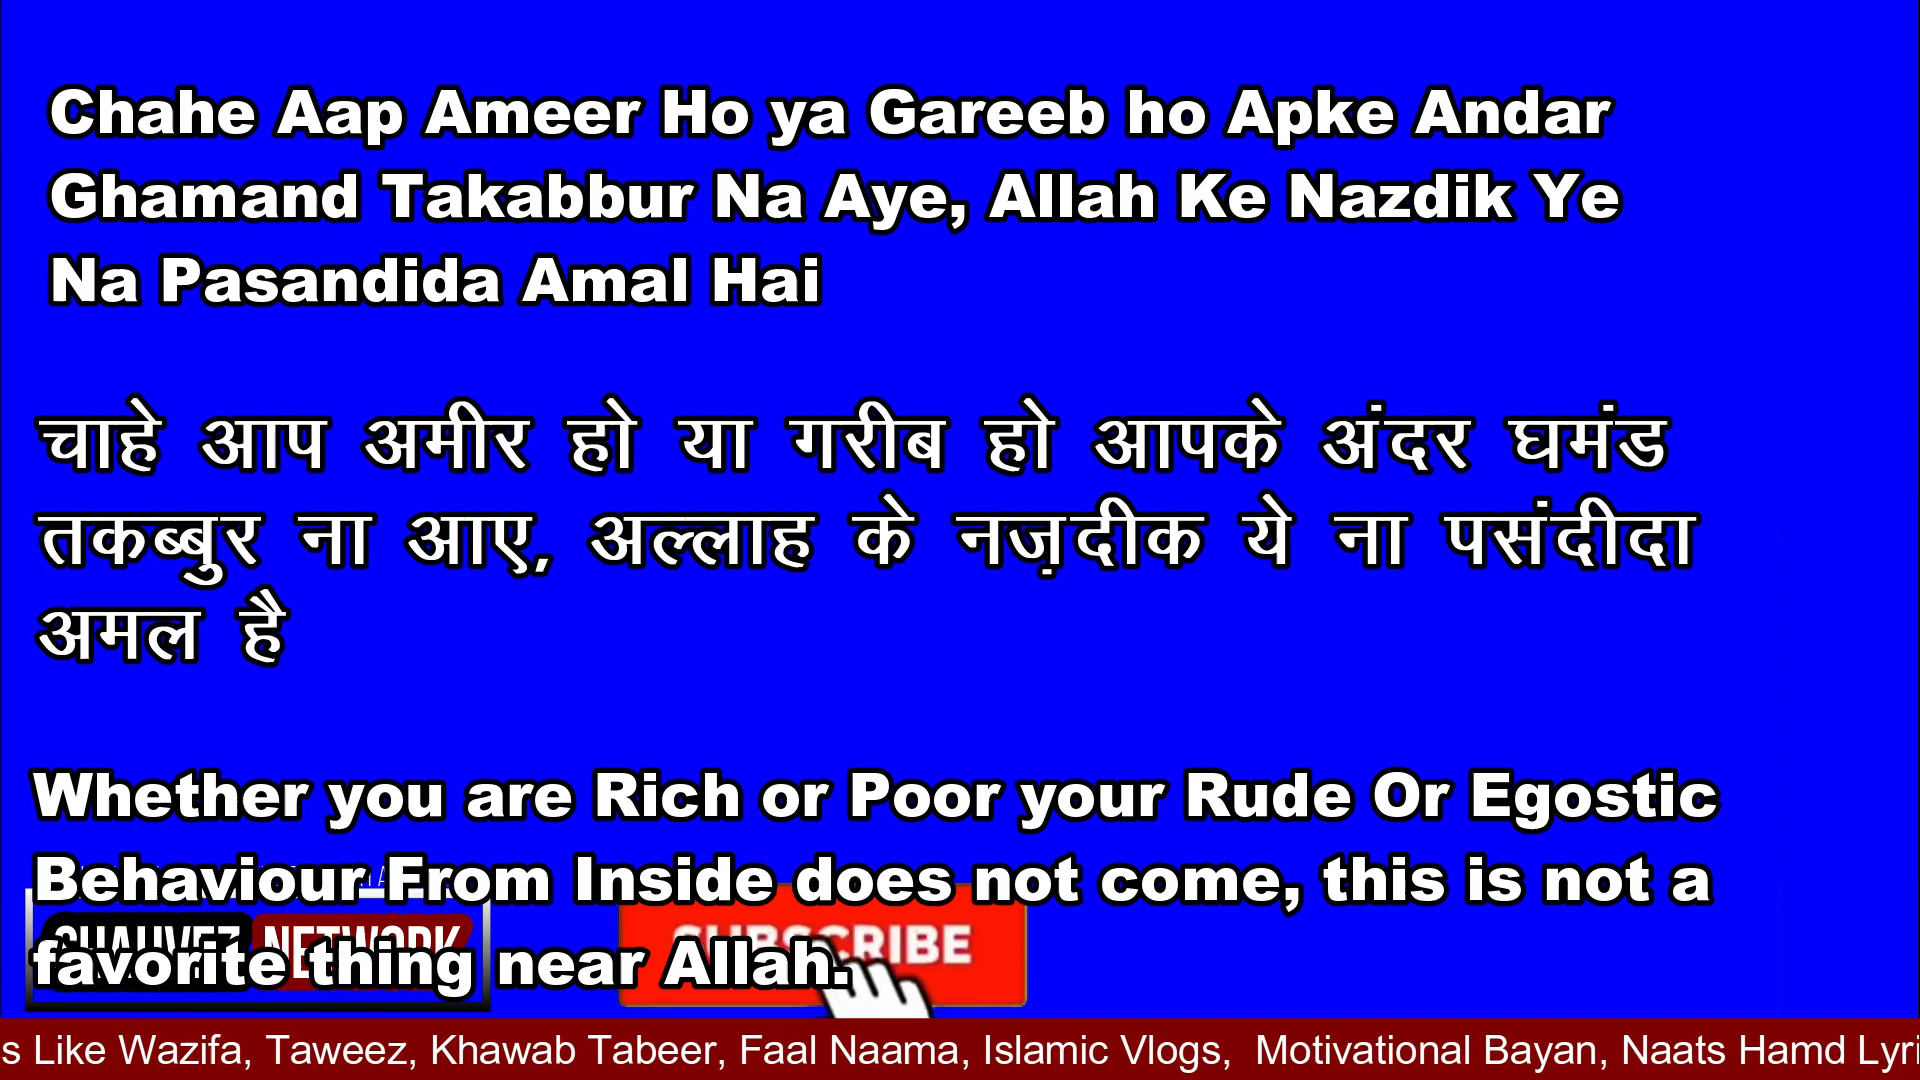 Chahe Aap Ameer Ho ya Gareeb ho Apke Andar
Ghamand Takabbur Na Aye, Allah Ke Nazdik Ye
Na Pasandida Amal Hai
चाहे आप अमीर हो या गरीब हो आपके अंदर घमंड
तकब्बुर ना आए, अल्लाह के नज़दीक ये ना पसंदीदा
अमल है
Whether you are Rich or Poor your Rude Or Egostic
Behaviour From Inside does not come, this is not a
favorite thing near Allah.
NETWORK
SUBSCRIBE
s Like Wazifa, Taweez, Khawab Tabeer, Faal Naama, Islamic Vlogs, Motivational Bayan, Naats Hamd Lyri